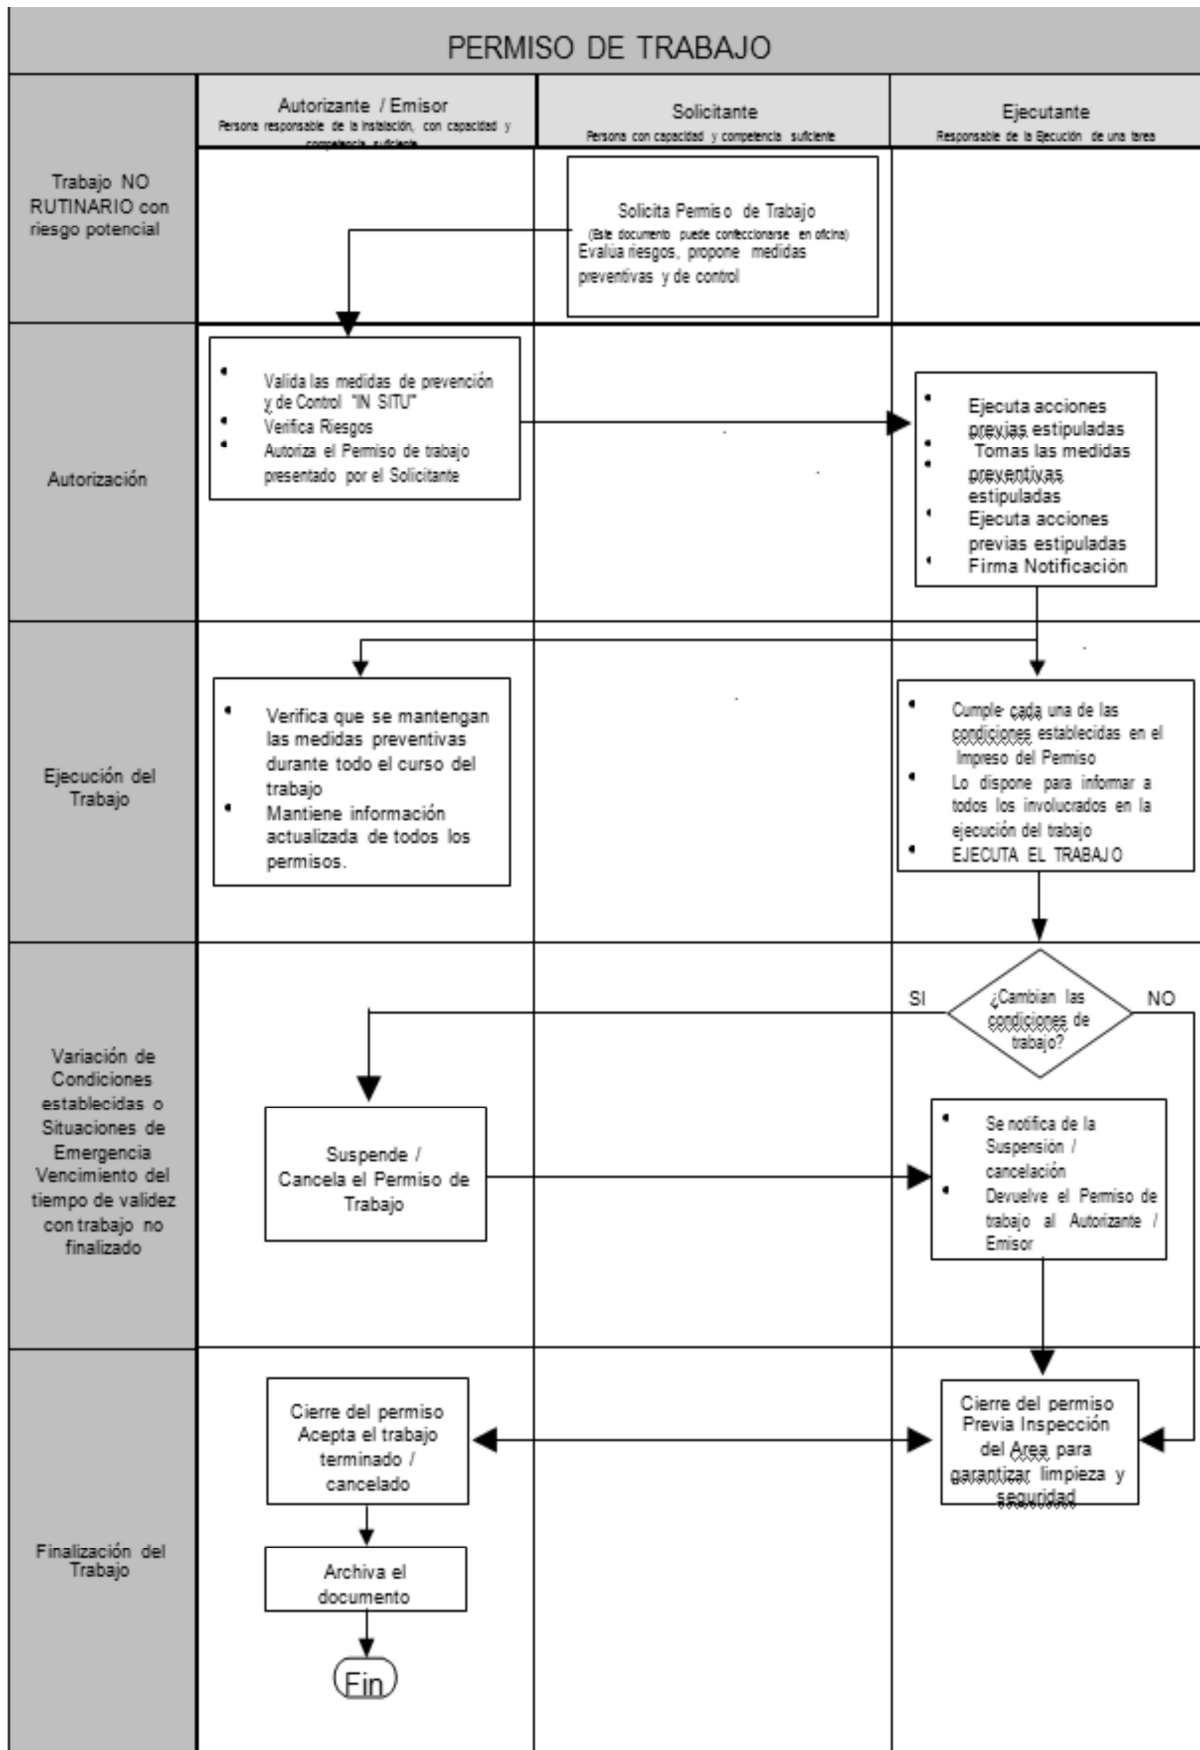 PERMISO DE TRABAJO
Autorizante / Emisor
Persona responsable de la Instalación, con capacidad y
competencia suficiente
Solicitante
Persona con capacidad y competencia suficiente
Ejecutante
Responsable de la Ejecución de una tarea
Trabajo NO
RUTINARIO con
riesgo potencial
Solicita Permiso de Trabajo
(Este documento puede confeccionarse en oficina)
Evalua riesgos, propone medidas
preventivas y de control
Autorización
• Valida las medidas de prevención
y de Control "IN SITU"
• Verifica Riesgos
• Autoriza el Permiso de trabajo
presentado por el Solicitante
• Ejecuta acciones
previas estipuladas
• Tomas las medidas
• preventivas
estipuladas
• Ejecuta acciones
previas estipuladas
• Firma Notificación
Ejecución del
Trabajo
• Verifica que se mantengan
las medidas preventivas
durante todo el curso del
trabajo
• Mantiene información
actualizada de todos los
permisos.
• Cumple cada una de las
condiciones establecidas en el
Impreso del Permiso
• Lo dispone para informar a
todos los involucrados en la
ejecución del trabajo
• EJECUTA EL TRABAJO
Variación de
Condiciones
establecidas o
Situaciones de
Emergencia
Vencimiento del
tiempo de validez
con trabajo no
finalizado
SI
¿Cambian las
condiciones de
trabajo?
NO
Suspende /
Cancela el Permiso de
Trabajo
• Se notifica de la
Suspensión /
cancelación
• Devuelve el Permiso de
trabajo al Autorizante /
Emisor
Finalización del
Trabajo
Cierre del permiso
Acepta el trabajo
terminado /
cancelado
Cierre del permiso
Previa Inspección
del Area para
garantizar limpieza y
seguridad
Archiva el
documento
Fin